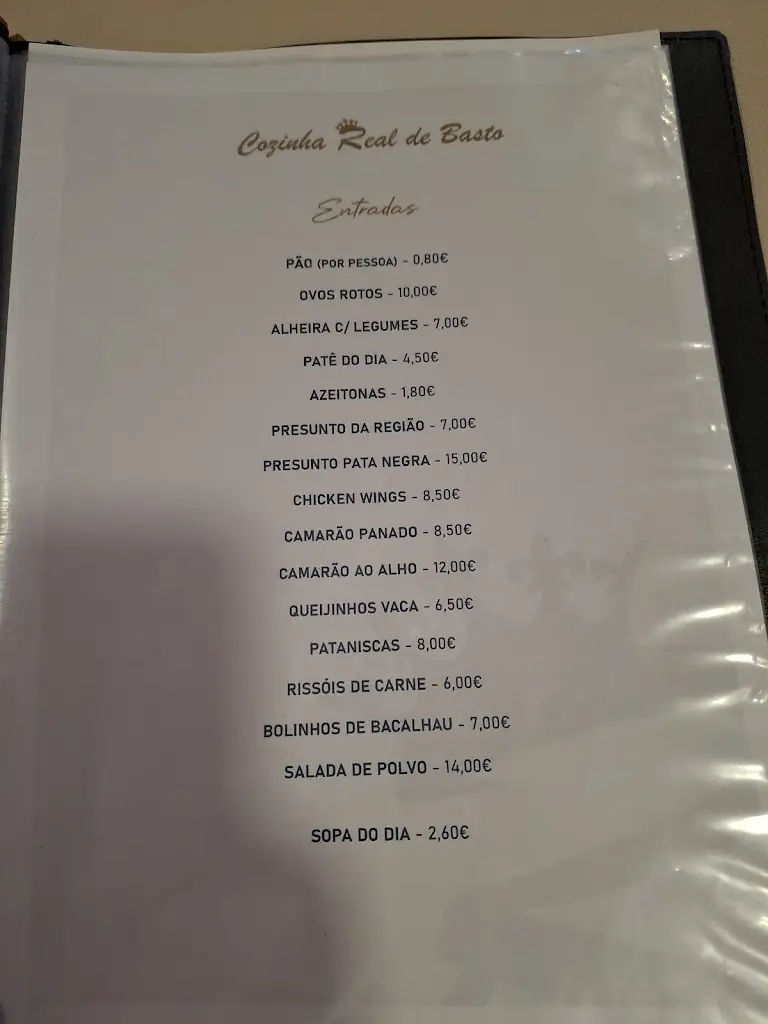 Cozinha Real de Basto
Entradas
PÃO (POR PESSOA) - 0,80€
OVOS ROTOS - 10,00€
ALHEIRA C/ LEGUMES - 7,00€
PATÊ DO DIA - 4,50€
AZEITONAS - 1,80€
PRESUNTO DA REGIÃO - 7,00€
PRESUNTO PATA NEGRA - 15,00€
CHICKEN WINGS - 8,50€
CAMARÃO PANADO - 8,50€
CAMARÃO AO ALHO - 12,00€
QUEIJINHOS VACA - 6,50€
PATANISCAS - 8,00€
RISSÓIS DE CARNE - 6,00€
BOLINHOS DE BACALHAU - 7,00€
SALADA DE POLVO - 14,00€
SOPA DO DIA - 2,60€